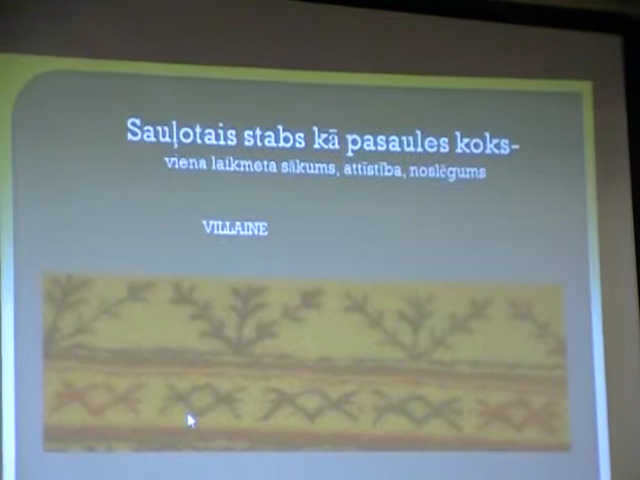 Sauļotais stabs kā pasaules koks-
viena laikmeta sākums, attīstība, noslēgums
VILLAINE